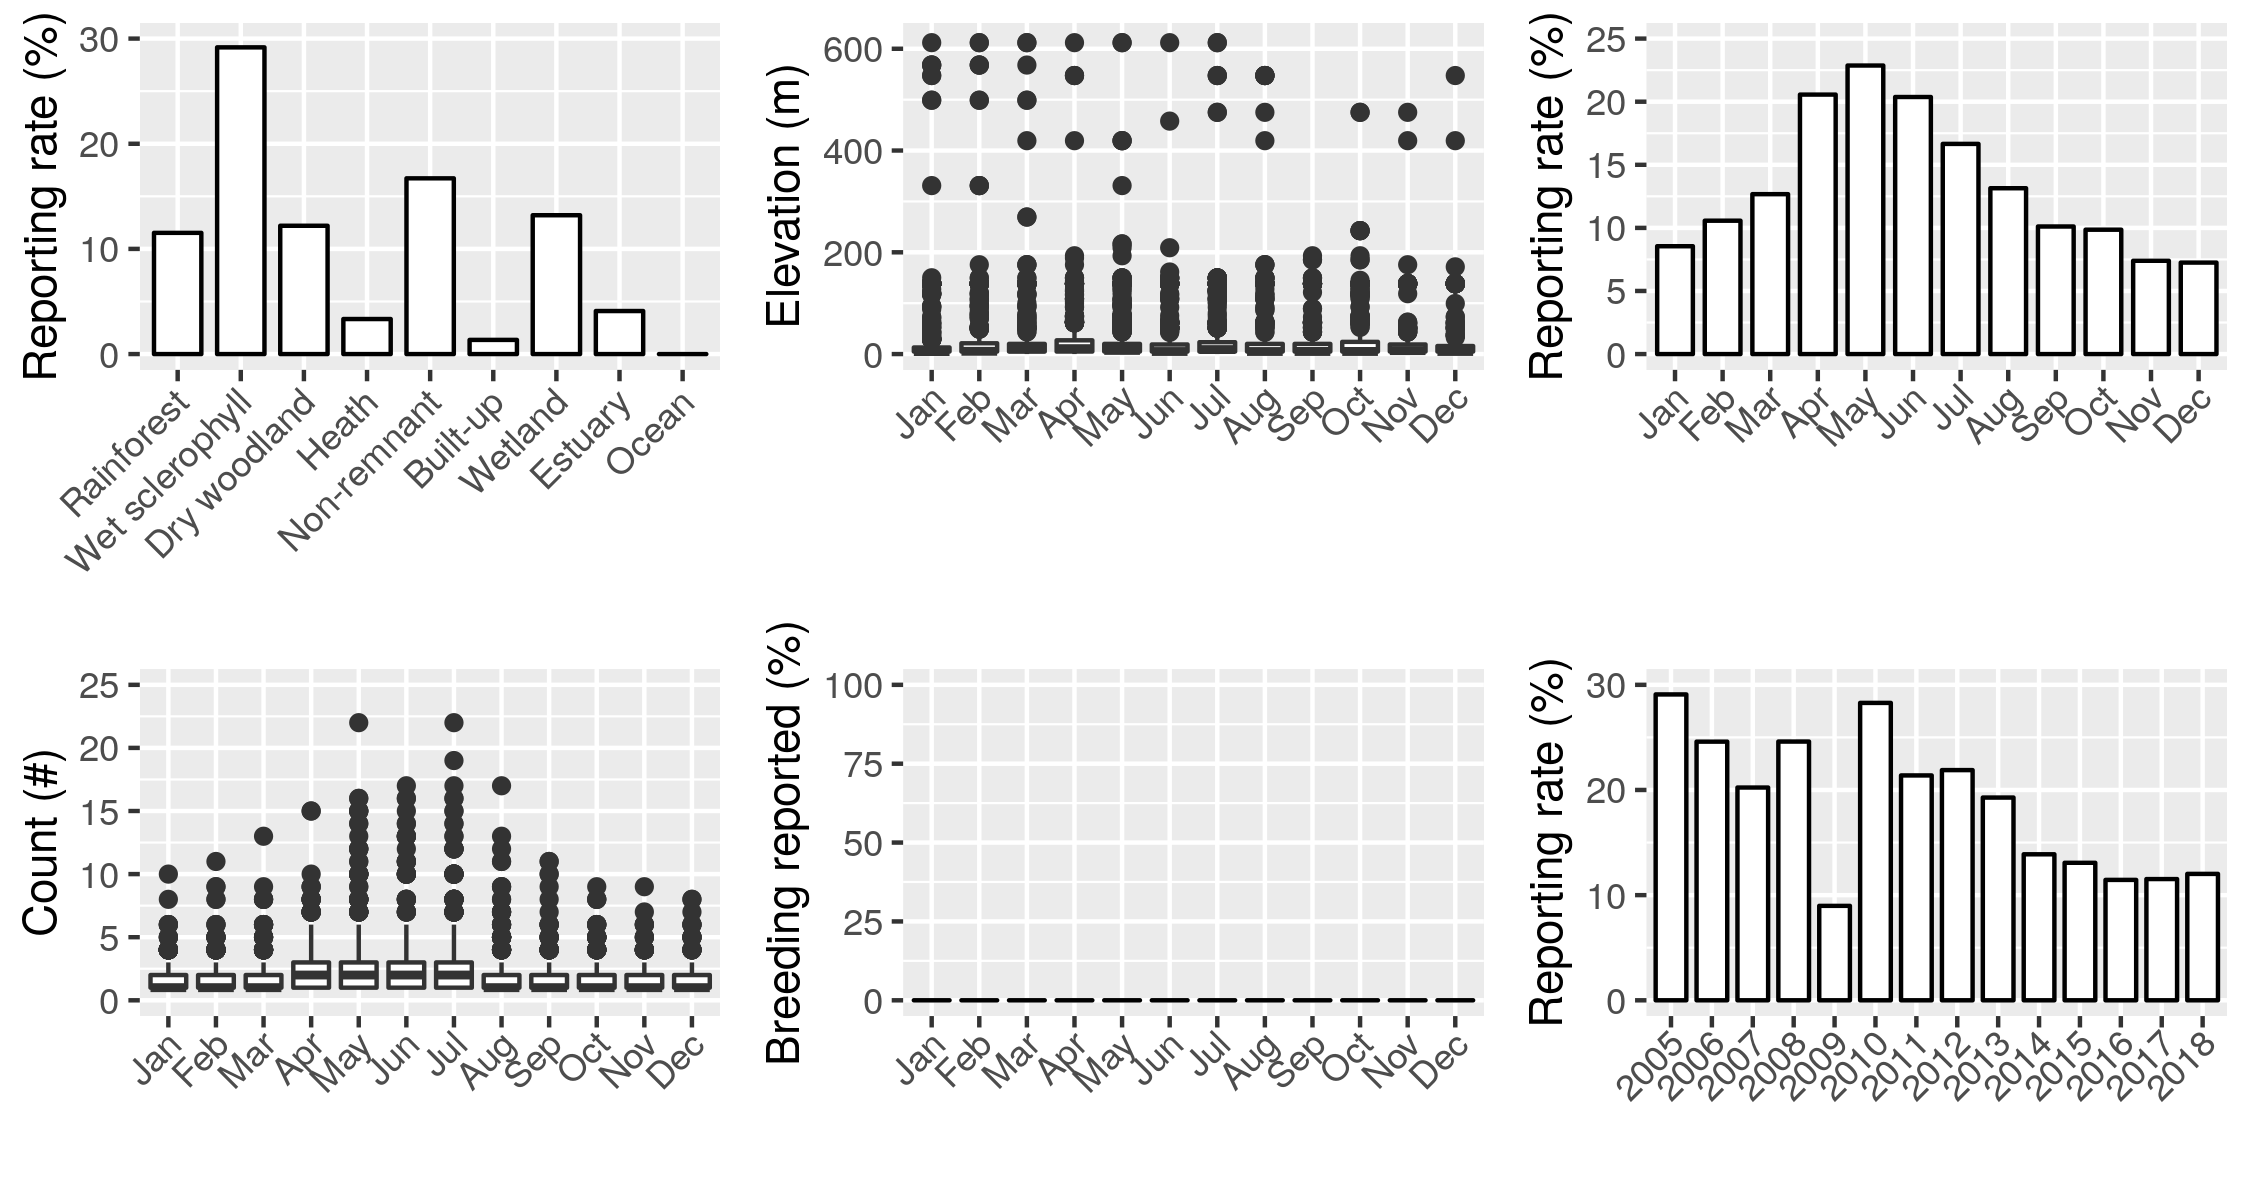 Reporting rate (%)
30
20
10
0
Rainforest
Wet sclerophyll
Dry woodland
Heath
Non-remnant
Built-up
Wetland
Estuary
Ocean
Elevation (m)
600
400
200
0
Jan
Feb
Mar
Apr
May
Jun
Jul
Aug
Sep
Oct
Nov
Dec
Reporting rate (%)
25
20
15
10
5
0
Jan
Feb
Mar
Apr
May
Jun
Jul
Aug
Sep
Oct
Nov
Dec
Count (#)
25
20
15
10
5
0
Jan
Feb
Mar
Apr
May
Jun
Jul
Aug
Sep
Oct
Nov
Dec
Breeding reported (%)
100
75
50
25
0
Jan
Feb
Mar
Apr
May
Jun
Jul
Aug
Sep
Oct
Nov
Dec
Reporting rate (%)
30
20
10
0
2005
2006
2007
2008
2009
2010
2011
2012
2013
2014
2015
2016
2017
2018